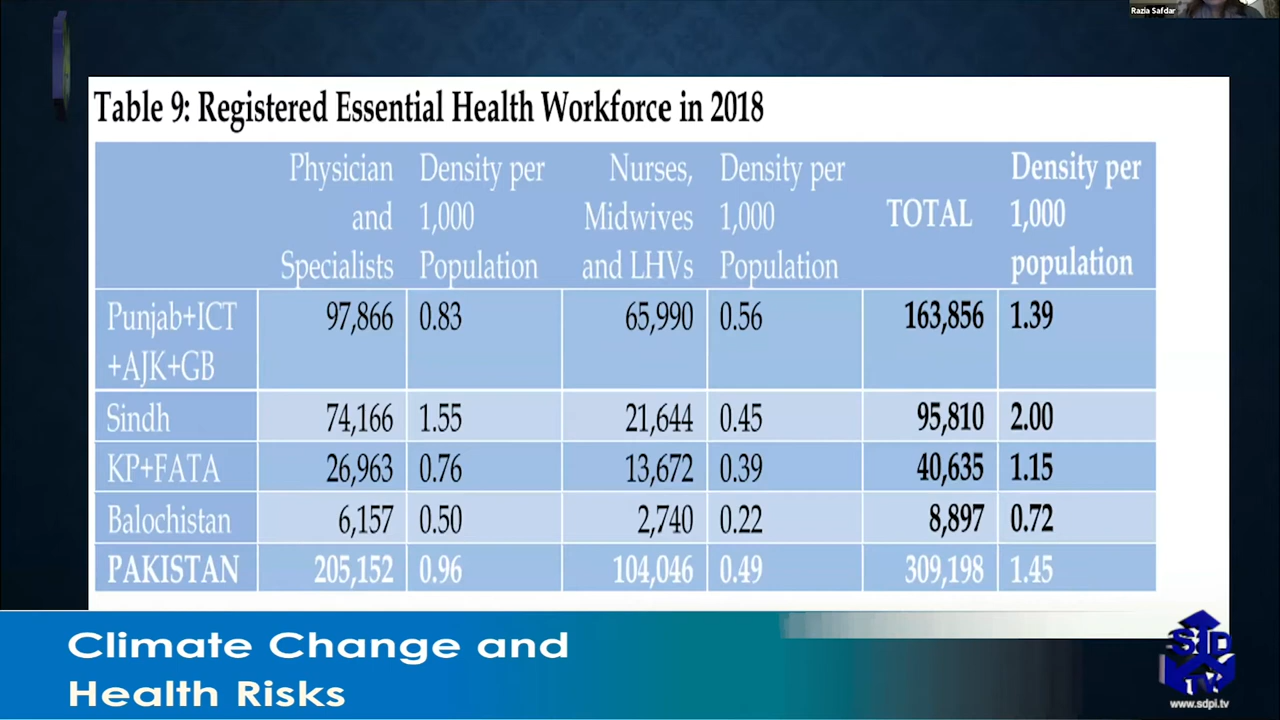 Razia Safdar
Table 9: Registered Essential Health Workforce in 2018
Physician and Specialists | Density per 1,000 Population | Nurses, Midwives and LHVs | Density per 1,000 Population | TOTAL | Density per 1,000 population
Punjab+ICT+AJK+GB | 97,866 | 0.83 | 65,990 | 0.56 | 163,856 | 1.39
Sindh | 74,166 | 1.55 | 21,644 | 0.45 | 95,810 | 2.00
KP+FATA | 26,963 | 0.76 | 13,672 | 0.39 | 40,635 | 1.15
Balochistan | 6,157 | 0.50 | 2,740 | 0.22 | 8,897 | 0.72
PAKISTAN | 205,152 | 0.96 | 104,046 | 0.49 | 309,198 | 1.45
Climate Change and
Health Risks
SDPI TV
www.sdpi.tv